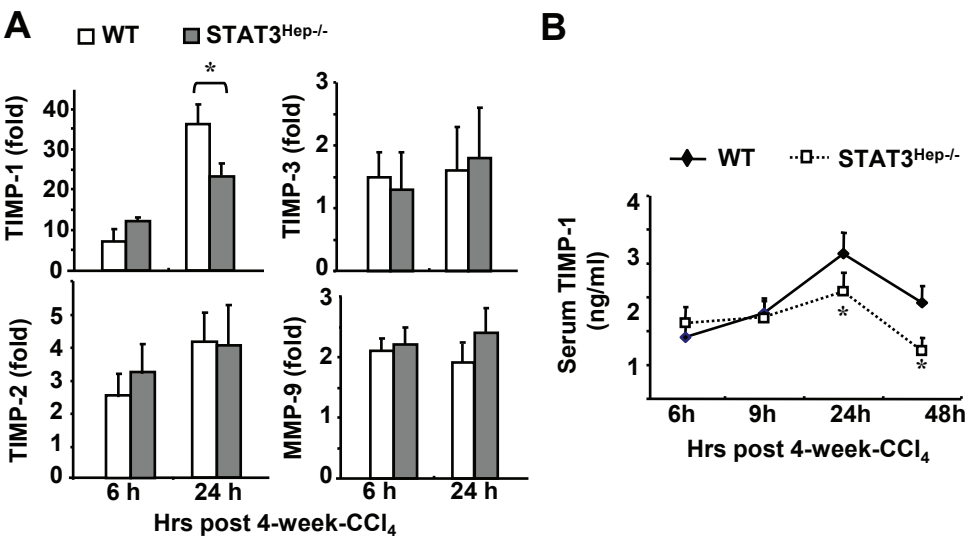 A
WT STAT3Hep-/-
*
TIMP-1 (fold)
40
30
20
10
0
TIMP-3 (fold)
3
2
1
0
TIMP-2 (fold)
5
4
3
2
1
0
6 h 24 h
MMP-9 (fold)
3
2
1
0
6 h 24 h
Hrs post 4-week-CCl4
B
WT STAT3Hep-/-
Serum TIMP-1
(ng/ml)
4
3
2
1
*
*
6h 9h 24h 48h
Hrs post 4-week-CCl4